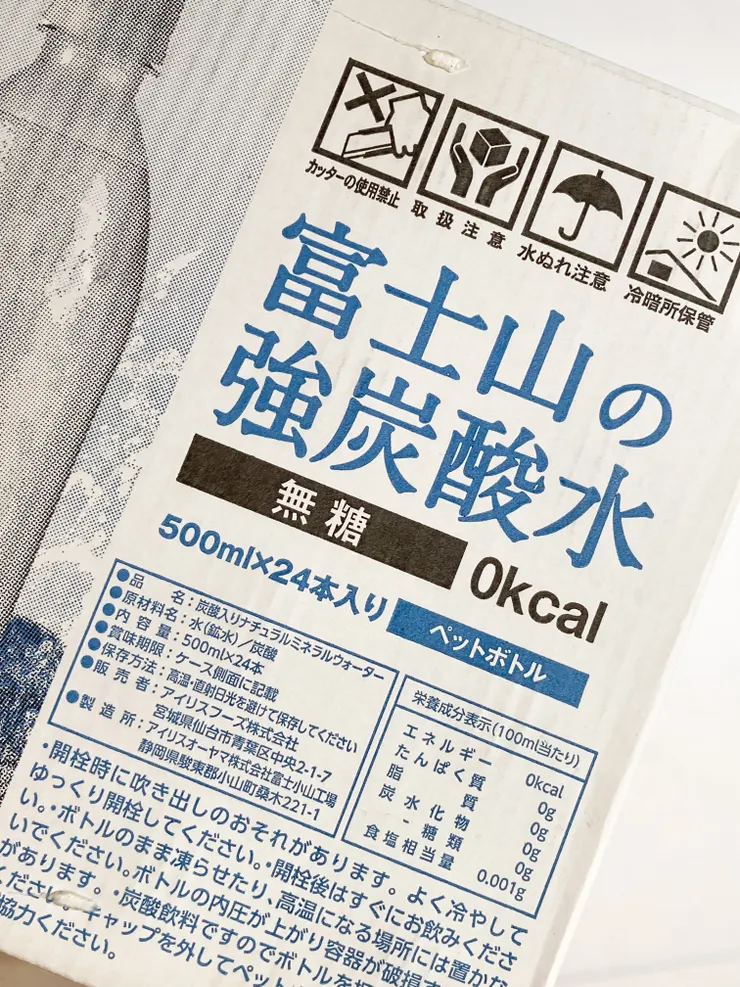 カッターの使用禁止
取扱注意
水ぬれ注意
冷暗所保管
富士山の
強炭酸水
無糖
0kcal
500ml×24本入り
ペットボトル
●品名：炭酸入りナチュラルミネラルウォーター
●原材料名：水(鉱水)／炭酸
●内容量：500ml×24本
●賞味期限：ケース側面に記載
●保存方法：高温・直射日光を避けて保存してください
●販売者：アイリスフーズ株式会社
宮城県仙台市青葉区中央2-1-7
●製造所：アイリスオーヤマ株式会社富士小山工場
静岡県駿東郡小山町桑木221-1
栄養成分表示(100ml当たり)
エネルギー 0kcal
たんぱく質 0g
脂質 0g
炭水化物 0g
-糖類 0g
食塩相当量 0.001g
・開栓時に吹き出しのおそれがあります。よく冷やして
ゆっくり開栓してください。・開栓後はすぐにお飲みくださ
い。・ボトルのまま凍らせたり、高温になる場所には置かな
いでください。ボトルの内圧が上がり容器が破損す
があります。・炭酸飲料ですのでボトルを
ください。キャップを外してペット
協力ください。